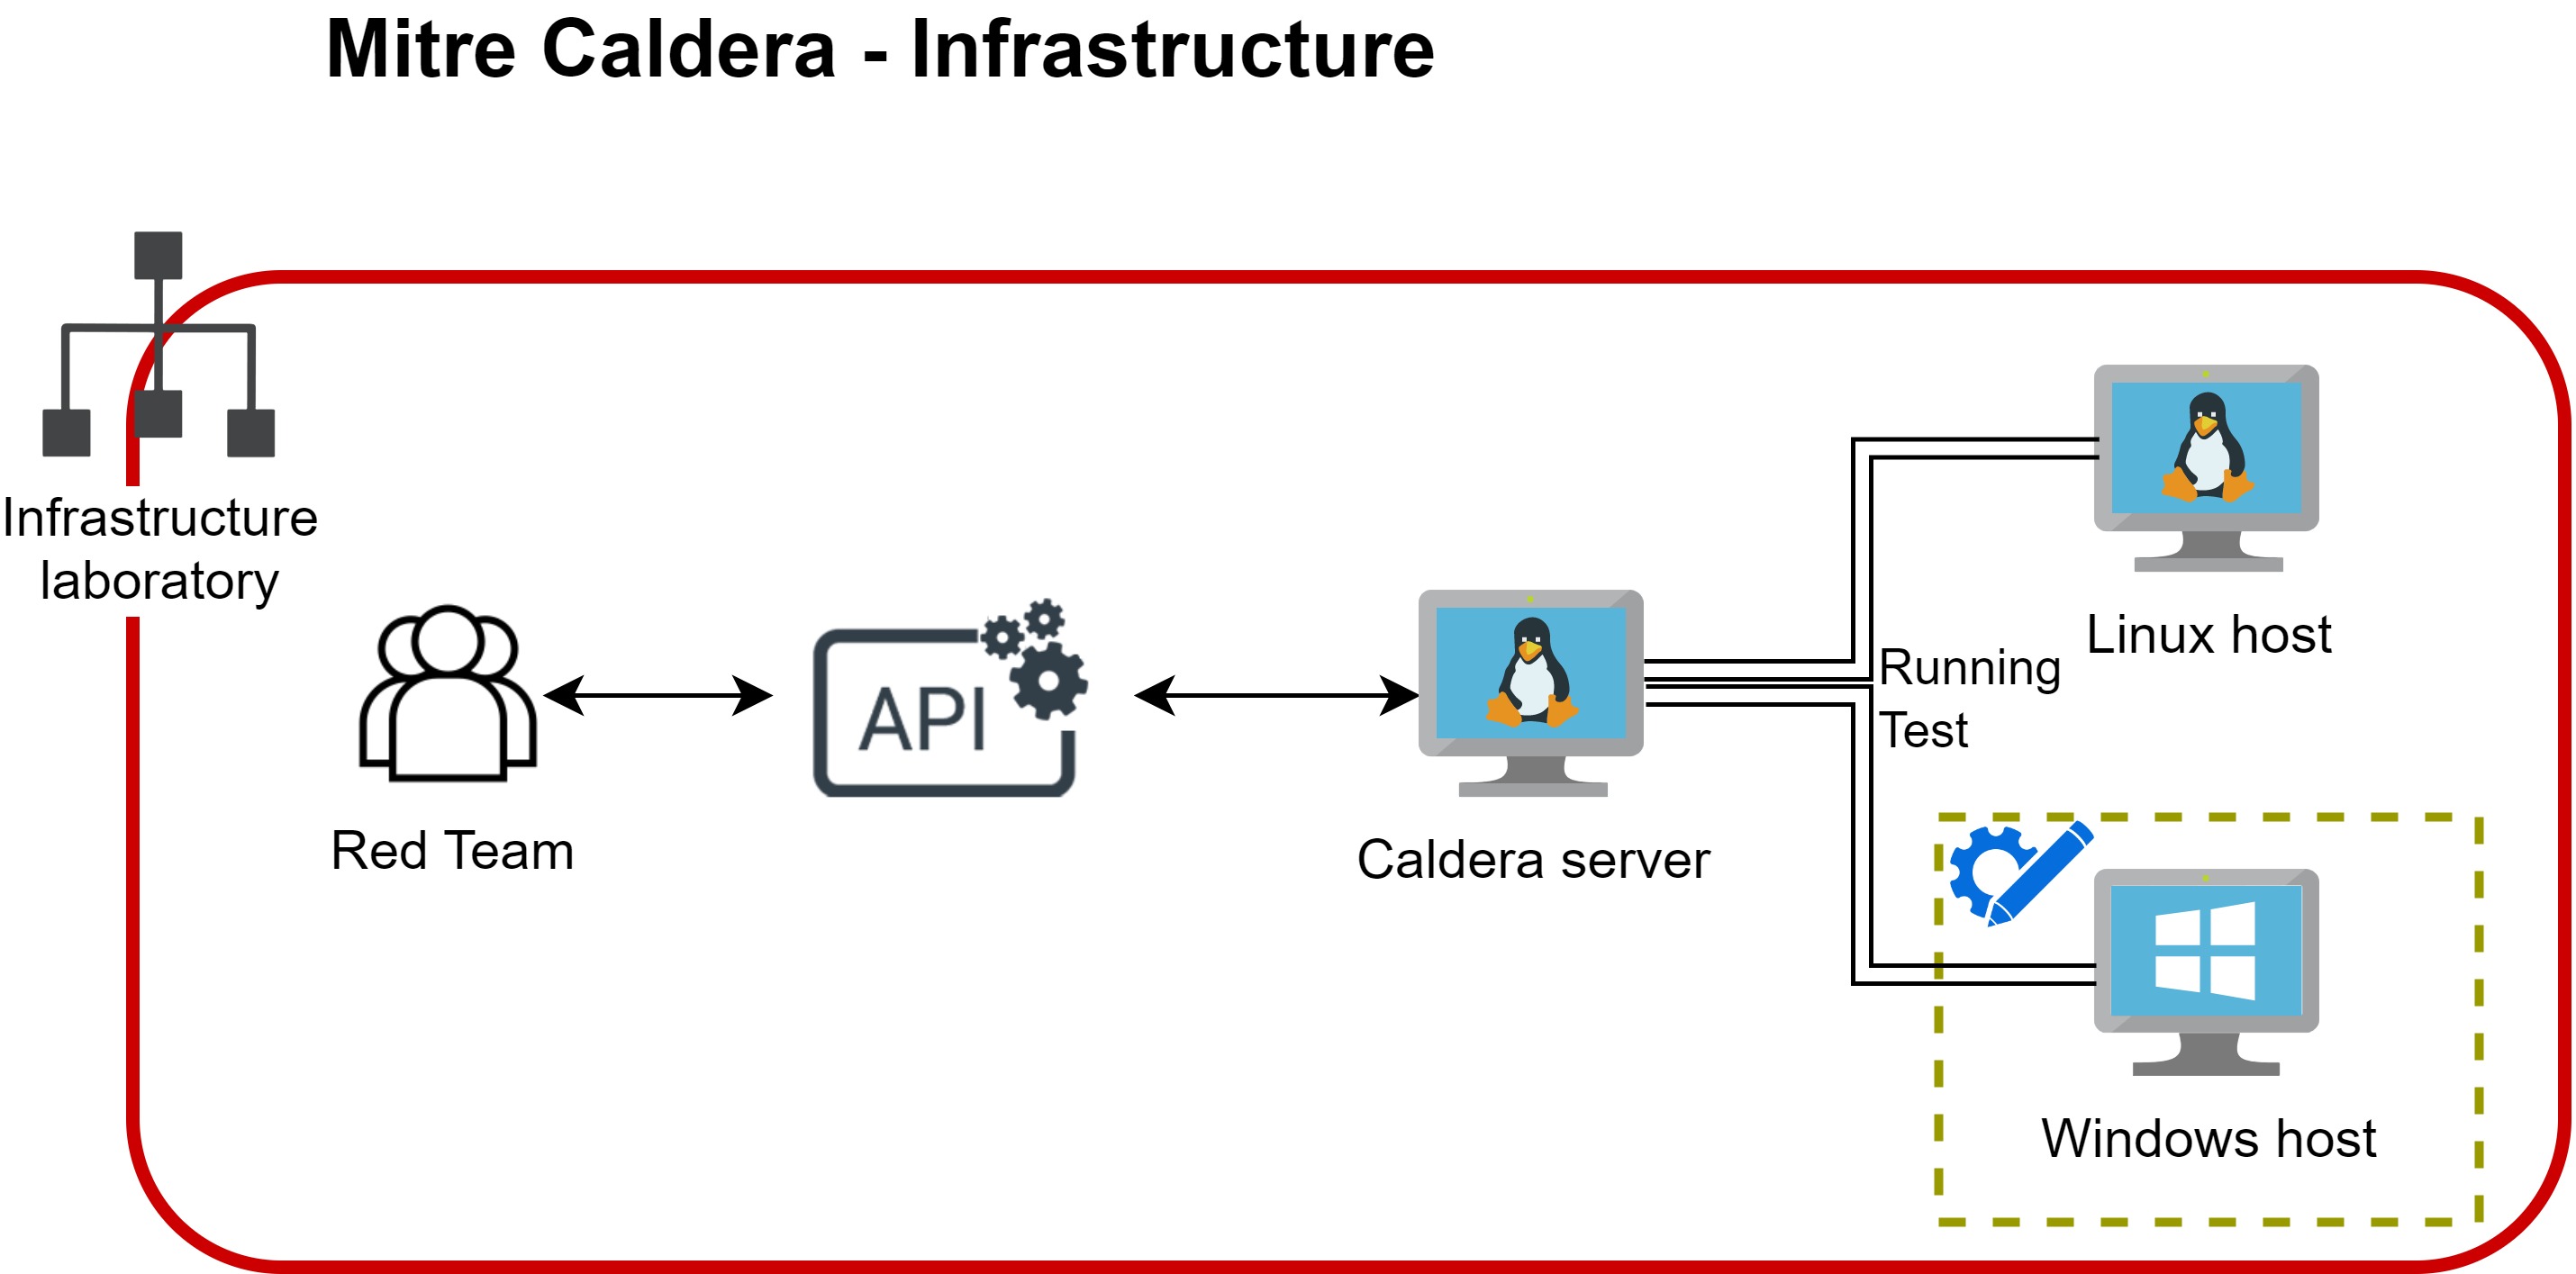 Mitre Caldera - Infrastructure
Infrastructure
laboratory
Red Team
API
Caldera server
Running
Test
Linux host
Windows host